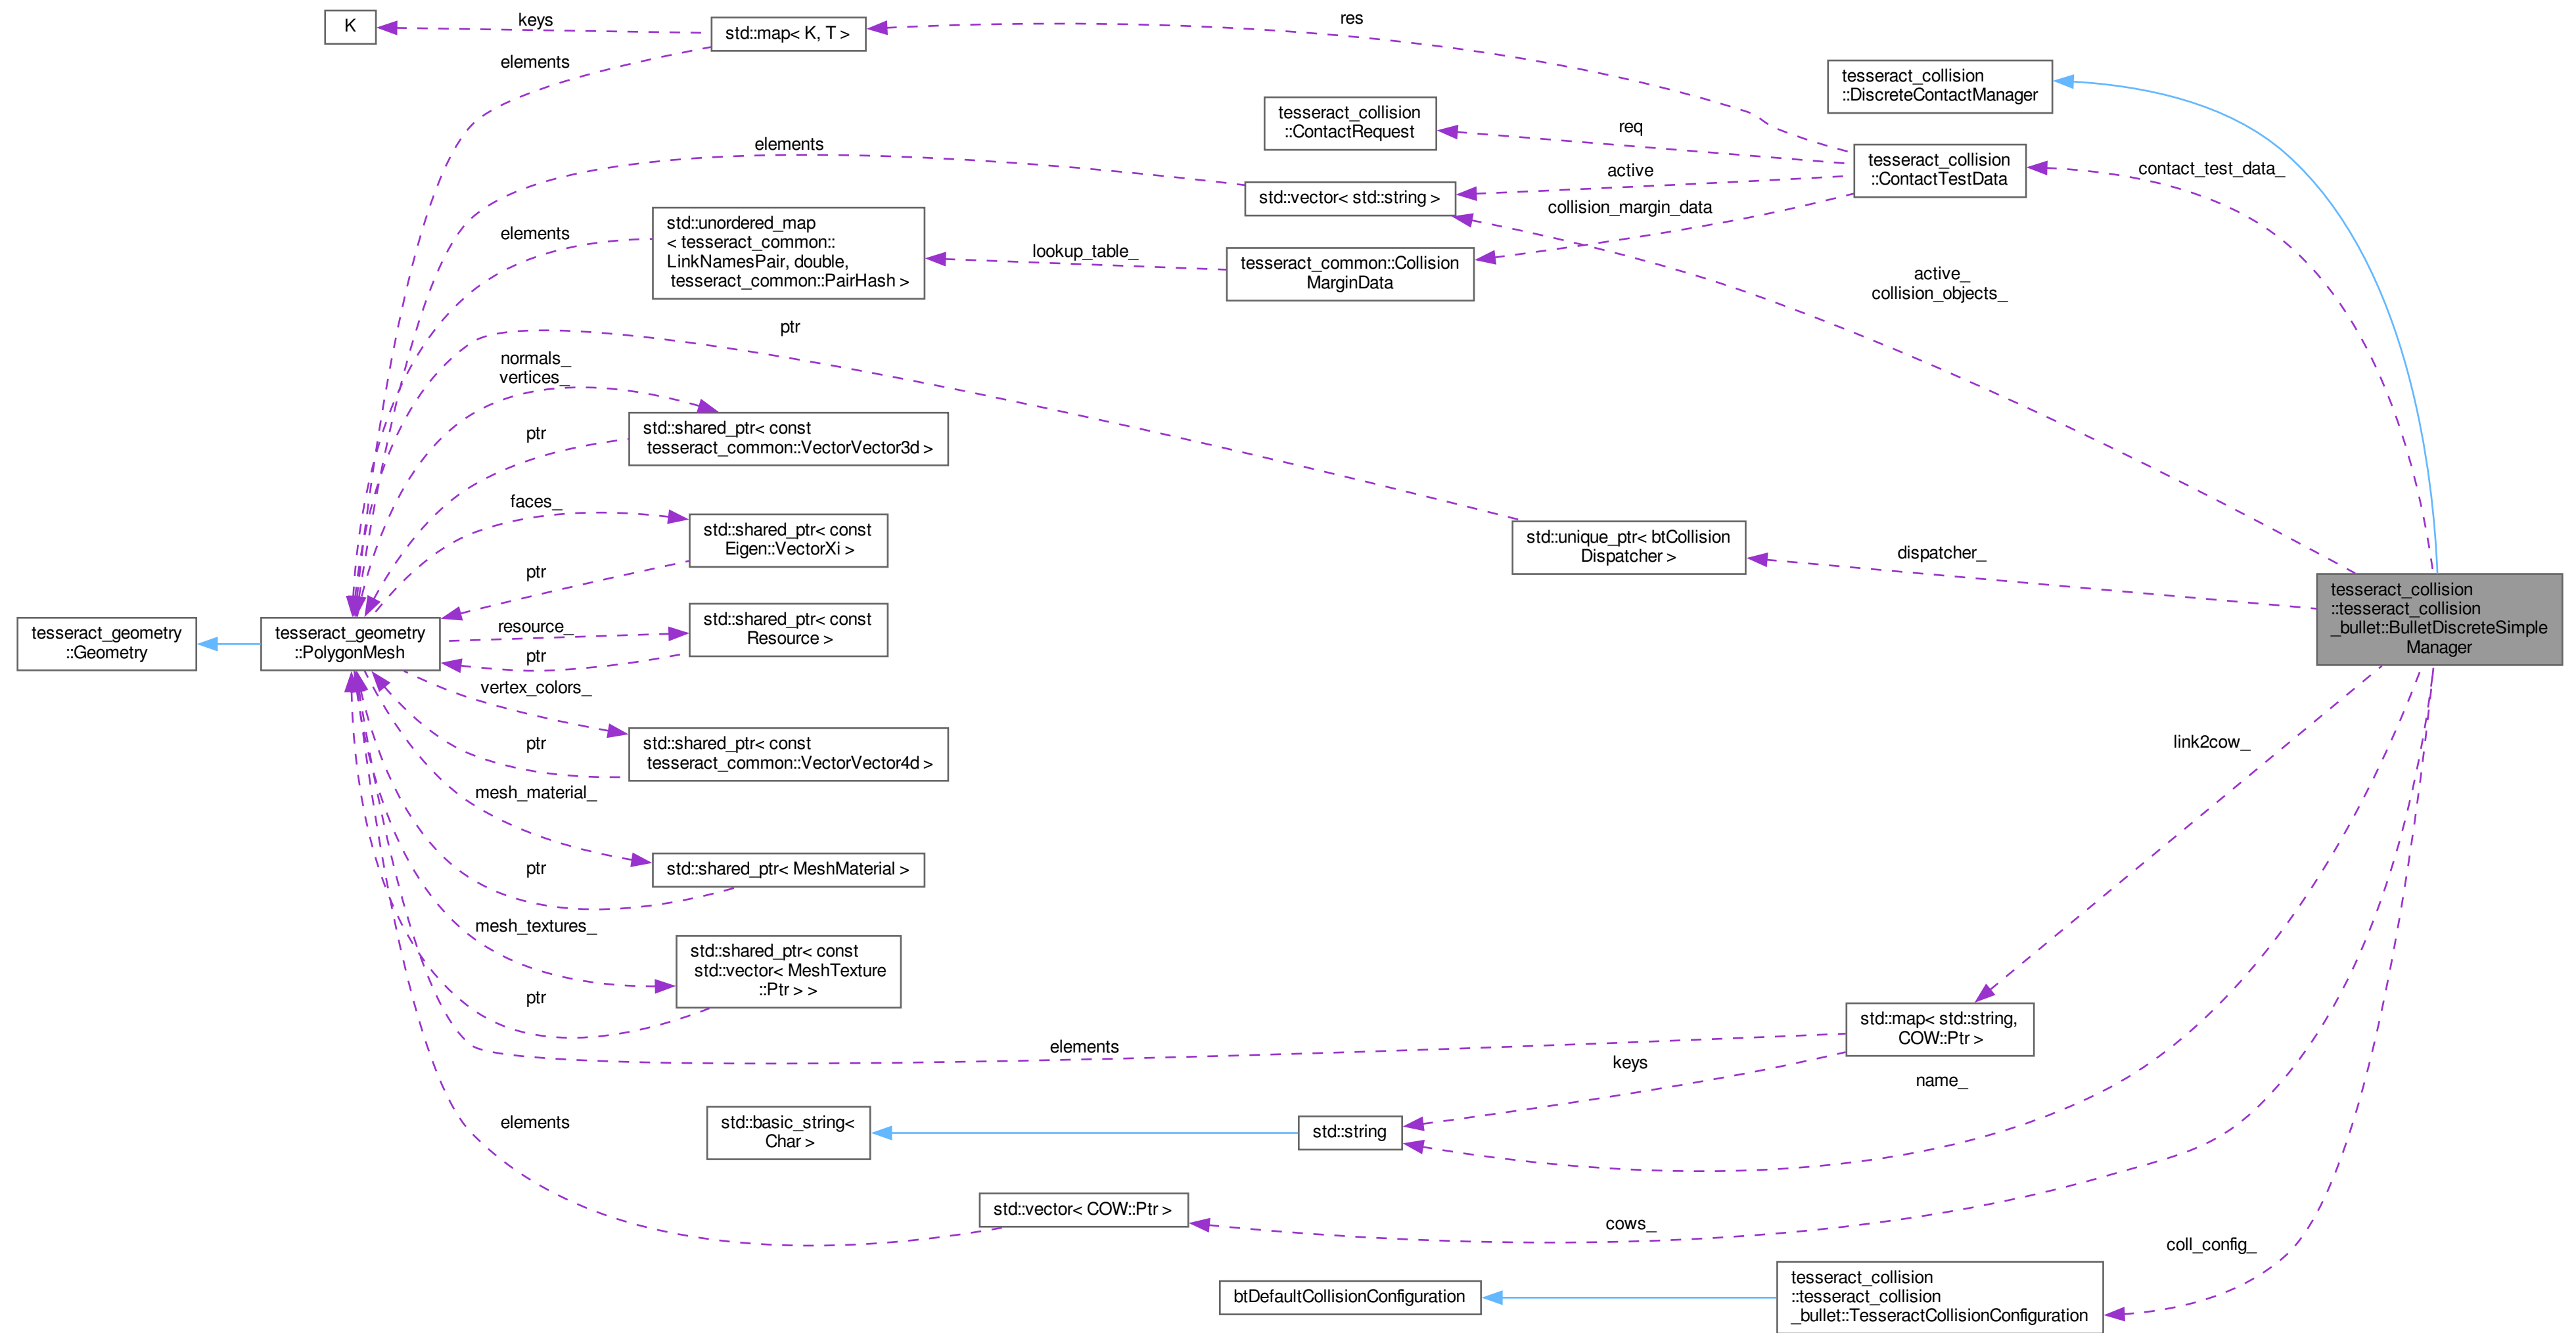 K
keys
std::map< K, T >
res
elements
tesseract_collision
::DiscreteContactManager
tesseract_collision
::ContactRequest
req
elements
tesseract_collision
::ContactTestData
contact_test_data_
active
std::vector< std::string >
collision_margin_data
std::unordered_map
< tesseract_common::
LinkNamesPair, double,
tesseract_common::PairHash >
elements
lookup_table_
tesseract_common::Collision
MarginData
active_
collision_objects_
ptr
normals_
vertices_
std::shared_ptr< const
tesseract_common::VectorVector3d >
ptr
faces_
std::shared_ptr< const
Eigen::VectorXi >
ptr
std::unique_ptr< btCollision
Dispatcher >
dispatcher_
tesseract_collision
::tesseract_collision
_bullet::BulletDiscreteSimple
Manager
tesseract_geometry
::Geometry
tesseract_geometry
::PolygonMesh
resource_
std::shared_ptr< const
Resource >
ptr
vertex_colors_
std::shared_ptr< const
tesseract_common::VectorVector4d >
ptr
link2cow_
mesh_material_
std::shared_ptr< MeshMaterial >
ptr
mesh_textures_
std::shared_ptr< const
std::vector< MeshTexture
::Ptr > >
ptr
std::map< std::string,
COW::Ptr >
elements
keys
name_
std::basic_string<
Char >
std::string
elements
std::vector< COW::Ptr >
cows_
coll_config_
btDefaultCollisionConfiguration
tesseract_collision
::tesseract_collision
_bullet::TesseractCollisionConfiguration